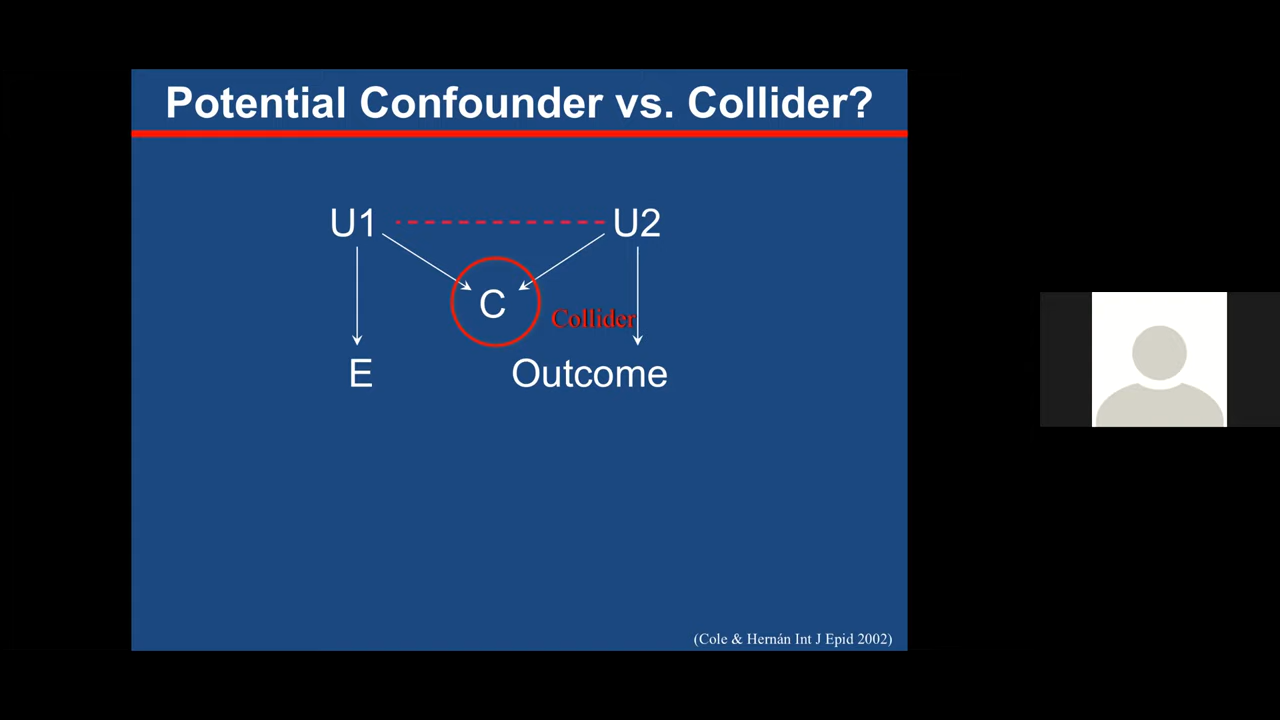 Potential Confounder vs. Collider?
U1 U2
C
Collider
E Outcome
(Cole & Hernán Int J Epid 2002)